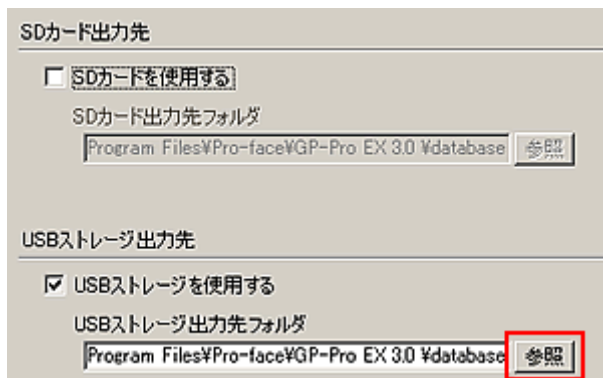 SDカード出力先
SDカードを使用する
SDカード出力先フォルダ
Program Files¥Pro-face¥GP-Pro EX 3.0 ¥database 参照
USBストレージ出力先
USBストレージを使用する
USBストレージ出力先フォルダ
Program Files¥Pro-face¥GP-Pro EX 3.0 ¥database 参照